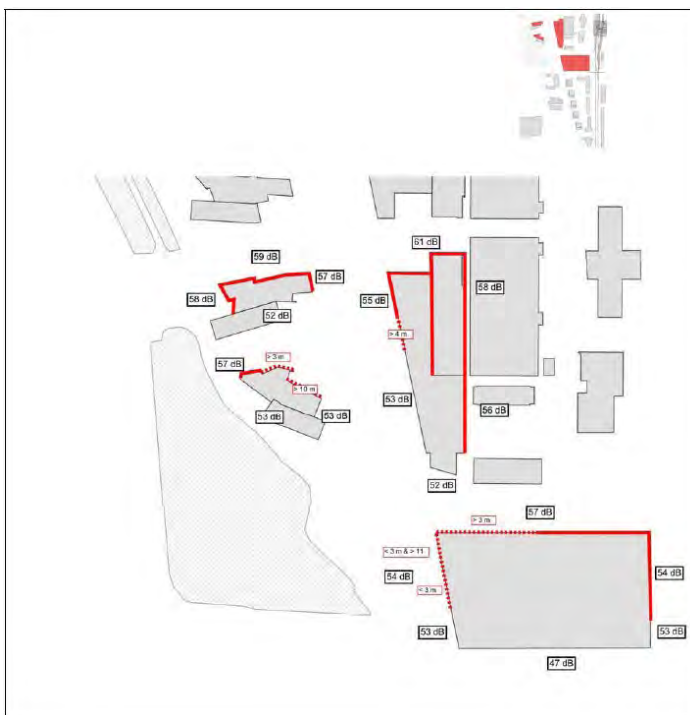 61 dB
59 dB
57 dB
58 dB
58 dB
55 dB
52 dB
> 4 m
> 3 m
57 dB
> 10 m
53 dB
53 dB
53 dB
56 dB
52 dB
57 dB
> 3 m
< 3 m & > 11
54 dB
54 dB
< 3 m
53 dB
53 dB
47 dB